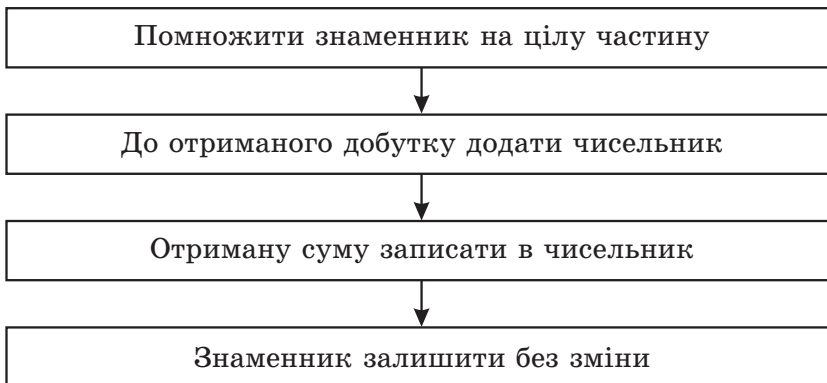 Помножити знаменник на цілу частину
До отриманого добутку додати чисельник
Отриману суму записати в чисельник
Знаменник залишити без зміни